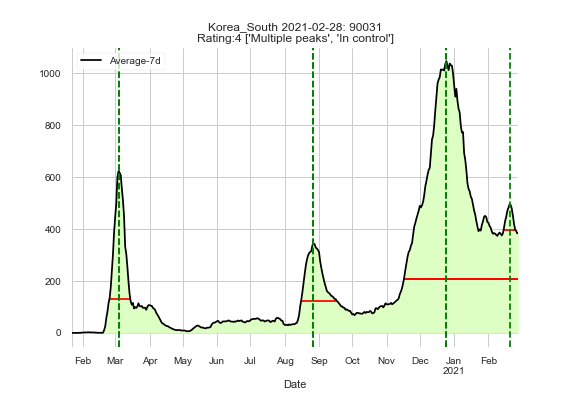 Korea_South 2021-02-28: 90031
Rating:4 ['Multiple peaks', 'In control']
Average-7d
1000
800
600
400
200
0
Feb Mar Apr May Jun Jul Aug Sep Oct Nov Dec Jan Feb
2021
Date